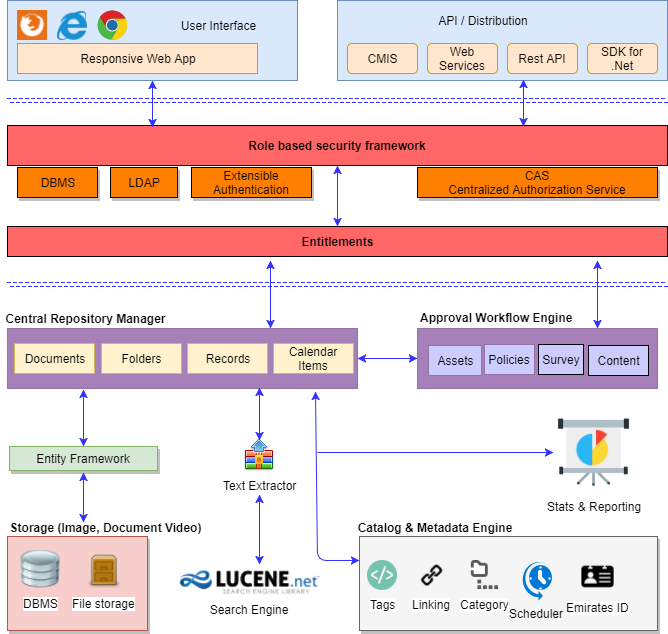 User Interface
Responsive Web App
API / Distribution
CMIS
Web
Services
Rest API
SDK for
.Net
Role based security framework
DBMS
LDAP
Extensible
Authentication
CAS
Centralized Authorization Service
Entitlements
Central Repository Manager
Documents
Folders
Records
Calendar
Items
Approval Workflow Engine
Assets
Policies
Survey
Content
Entity Framework
Text Extractor
Stats & Reporting
Storage (Image, Document Video)
DBMS
File storage
LUCENE.net
SEARCH ENGINE LIBRARY
Search Engine
Catalog & Metadata Engine
Tags
Linking
Category
Scheduler
Emirates ID